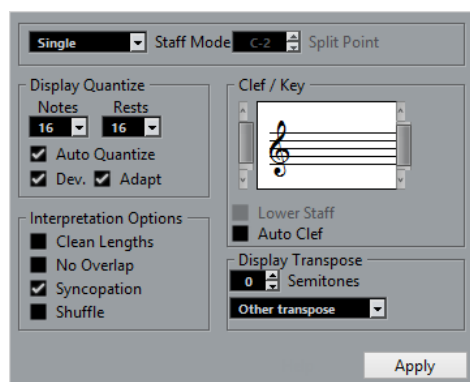 Single Staff Mode C-2 Split Point
Display Quantize
Notes Rests
16 16
Auto Quantize
Dev. Adapt
Interpretation Options
Clean Lengths
No Overlap
Syncopation
Shuffle
Clef / Key
Lower Staff
Auto Clef
Display Transpose
0 Semitones
Other transpose
Apply